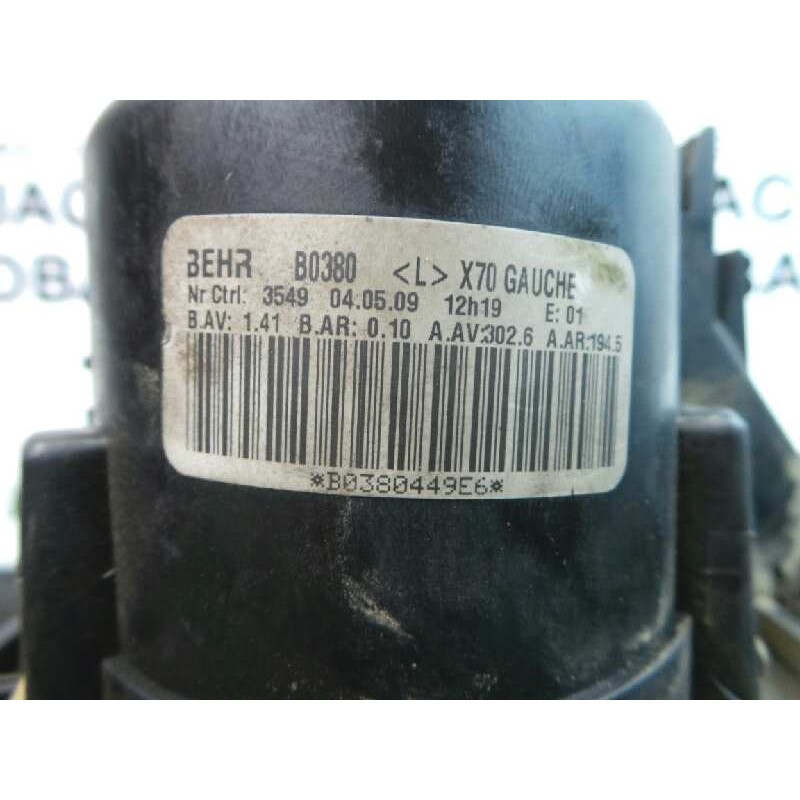 BEHR B0380 <L> X70 GAUCHE
Nr Ctrl: 3549 04.05.09 12h19 E: 01
B.AV: 1.41 B.AR: 0.10 A.AV:302.6 A.AR:194.5
*B0380449E6*